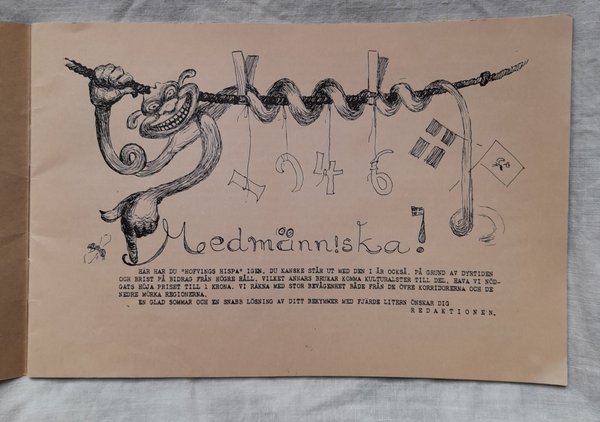 1946
Medmänniska!
HÄR HAR DU "HOFVINGS HISPA" IGEN, DU KANSKE STÅR UT MED DEN I ÅR OCKSÅ. PÅ GRUND AV DYRTIDEN
OCH BRIST PÅ BIDRAG FRÅN HÖGRE HÅLL, VILKET ANNARS BRUKAR KOMMA KULTURALSTER TILL DEL, HAVA VI NÖD-
GATS HÖJA PRISET TILL 1 KRONA. VI RÄKNA MED STOR BEVÅGENHET BÅDE FRÅN DE ÖVRE KORRIDORERNA OCH DE
NEDRE MÖRKA REGIONERNA.
EN GLAD SOMMAR OCH EN SNABB LÖSNING AV DITT BEKYMMER MED FJÄRDE LITERN ÖNSKAR DIG
REDAKTIONEN.